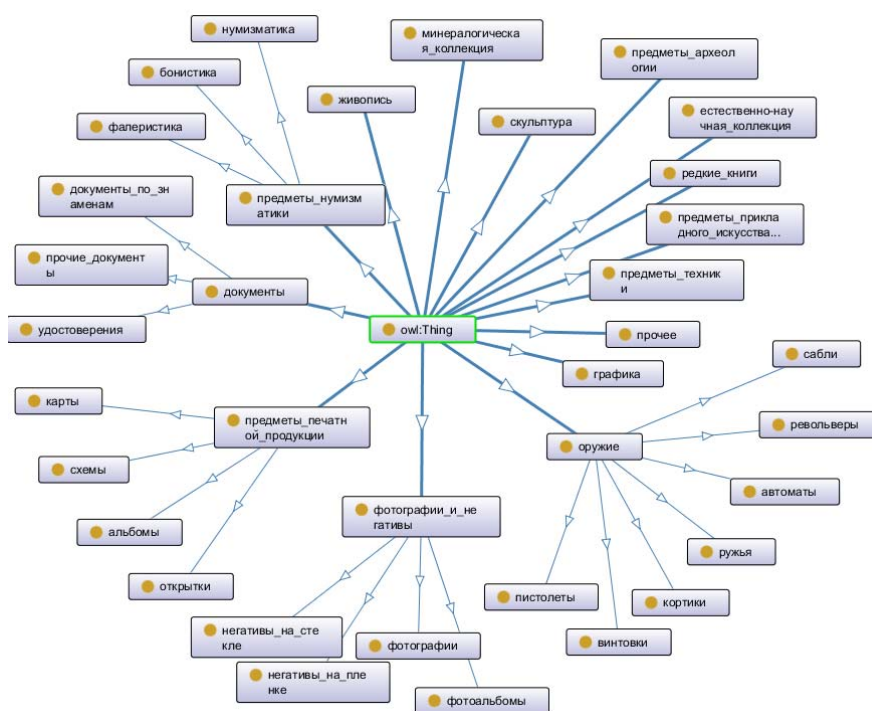 нумизматика
минералогическа
я_коллекция
предметы_археол
огии
бонистика
живопись
естественно-нау
чная_коллекция
фалеристика
скульптура
редкие_книги
документы_по_зн
аменам
предметы_нумизм
атики
предметы_прикла
дного_искусства...
прочие_документ
ы
документы
предметы_техник
и
удостоверения
owl:Thing
прочее
графика
сабли
карты
предметы_печатн
ой_продукции
револьверы
оружие
схемы
автоматы
фотографии_и_не
гативы
альбомы
ружья
открытки
пистолеты
кортики
негативы_на_сте
кле
фотографии
винтовки
негативы_на_пле
нке
фотоальбомы